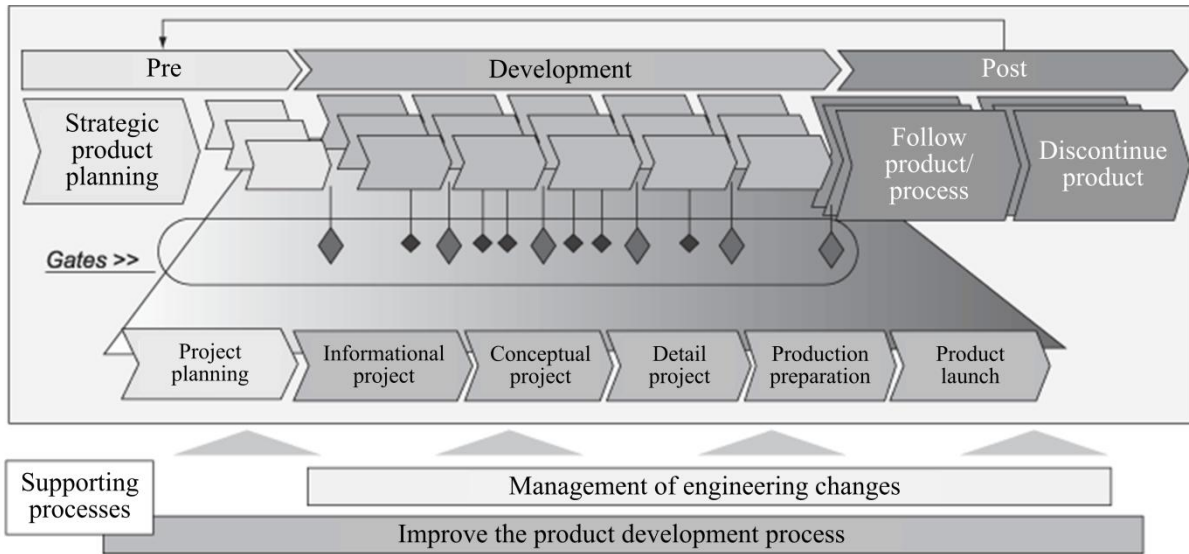 Pre
Development
Post
Strategic
product
planning
Follow
product/
process
Discontinue
product
Gates >>
Project
planning
Informational
project
Conceptual
project
Detail
project
Production
preparation
Product
launch
Supporting
processes
Management of engineering changes
Improve the product development process